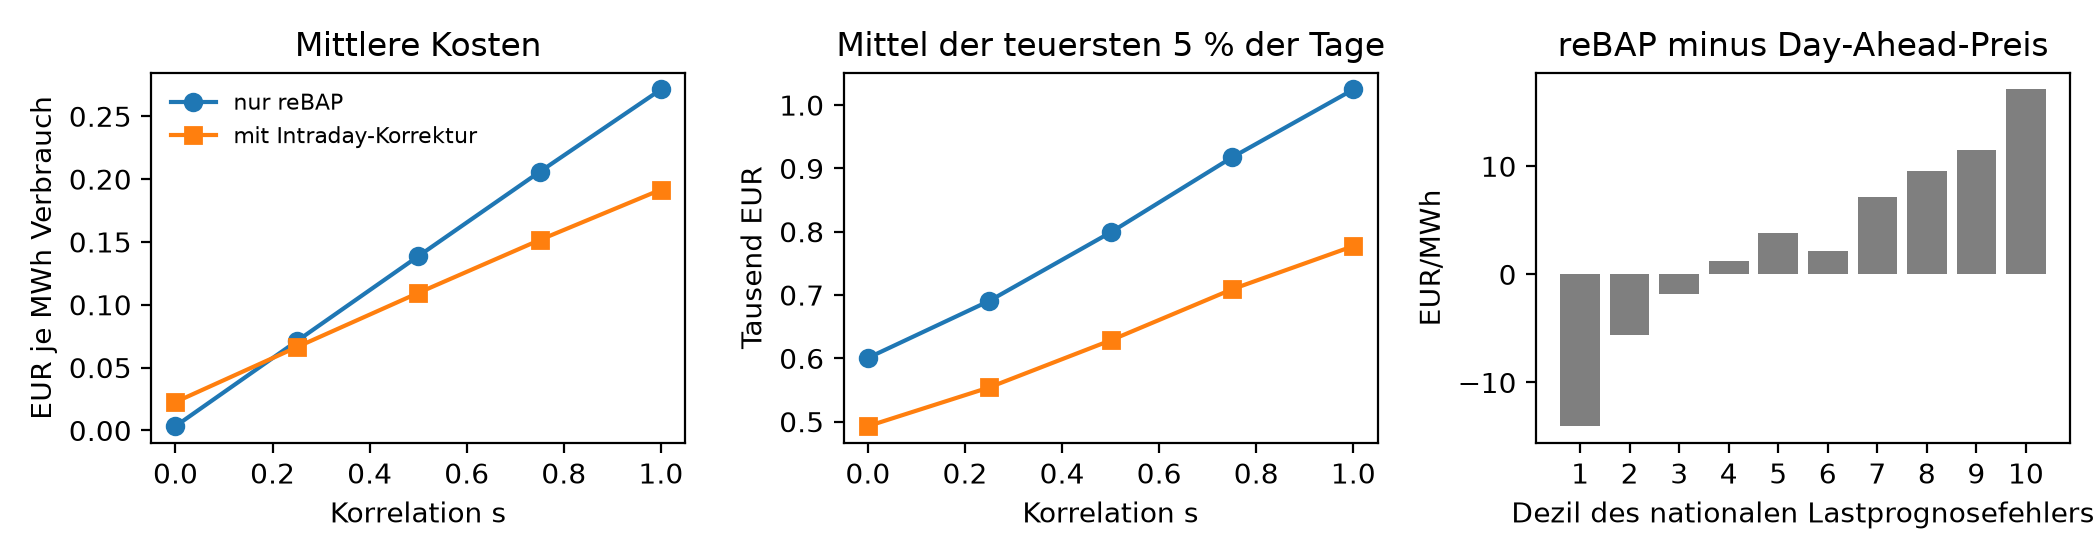 Mittlere Kosten
EUR je MWh Verbrauch
0.25
0.20
0.15
0.10
0.05
0.00
nur reBAP
mit Intraday-Korrektur
0.0 0.2 0.4 0.6 0.8 1.0
Korrelation s
Mittel der teuersten 5 % der Tage
Tausend EUR
1.0
0.9
0.8
0.7
0.6
0.5
0.0 0.2 0.4 0.6 0.8 1.0
Korrelation s
reBAP minus Day-Ahead-Preis
EUR/MWh
10
0
−10
1 2 3 4 5 6 7 8 9 10
Dezil des nationalen Lastprognosefehlers